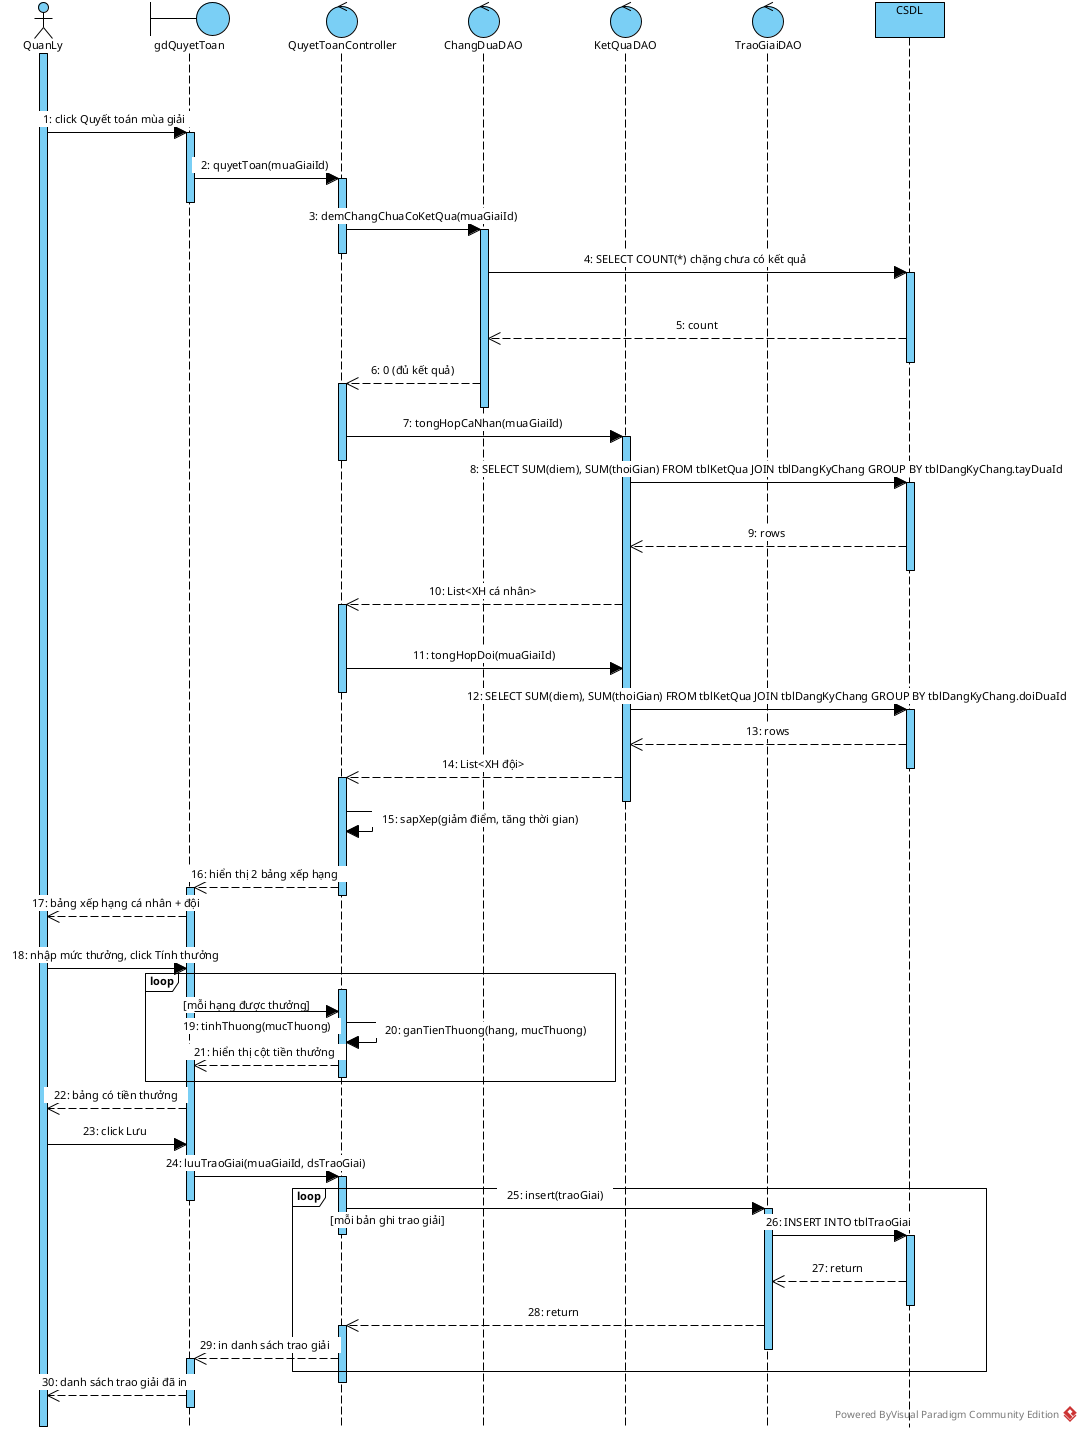 QuanLy
gdQuyetToan
QuyetToanController
ChangDuaDAO
KetQuaDAO
TraoGiaiDAO
CSDL
1: click Quyết toán mùa giải
2: quyetToan(muaGiaiId)
3: demChangChuaCoKetQua(muaGiaiId)
4: SELECT COUNT(*) chặng chưa có kết quả
5: count
6: 0 (đủ kết quả)
7: tongHopCaNhan(muaGiaiId)
8: SELECT SUM(diem), SUM(thoiGian) FROM tblKetQua JOIN tblDangKyChang GROUP BY tblDangKyChang.tayDuaId
9: rows
10: List<XH cá nhân>
11: tongHopDoi(muaGiaiId)
12: SELECT SUM(diem), SUM(thoiGian) FROM tblKetQua JOIN tblDangKyChang GROUP BY tblDangKyChang.doiDuaId
13: rows
14: List<XH đội>
15: sapXep(giảm điểm, tăng thời gian)
16: hiển thị 2 bảng xếp hạng
17: bảng xếp hạng cá nhân + đội
18: nhập mức thưởng, click Tính thưởng
loop
[mỗi hạng được thưởng]
19: tinhThuong(mucThuong)
20: ganTienThuong(hang, mucThuong)
21: hiển thị cột tiền thưởng
22: bảng có tiền thưởng
23: click Lưu
24: luuTraoGiai(muaGiaiId, dsTraoGiai)
loop
25: insert(traoGiai)
[mỗi bản ghi trao giải]
26: INSERT INTO tblTraoGiai
27: return
28: return
29: in danh sách trao giải
30: danh sách trao giải đã in
Powered ByVisual Paradigm Community Edition